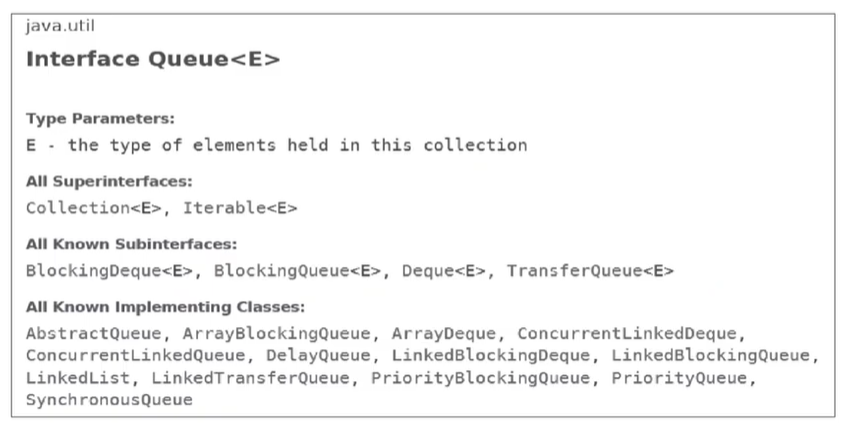 java.util
Interface Queue<E>
Type Parameters:
E - the type of elements held in this collection
All Superinterfaces:
Collection<E>, Iterable<E>
All Known Subinterfaces:
BlockingDeque<E>, BlockingQueue<E>, Deque<E>, TransferQueue<E>
All Known Implementing Classes:
AbstractQueue, ArrayBlockingQueue, ArrayDeque, ConcurrentLinkedDeque,
ConcurrentLinkedQueue, DelayQueue, LinkedBlockingDeque, LinkedBlockingQueue,
LinkedList, LinkedTransferQueue, PriorityBlockingQueue, PriorityQueue,
SynchronousQueue